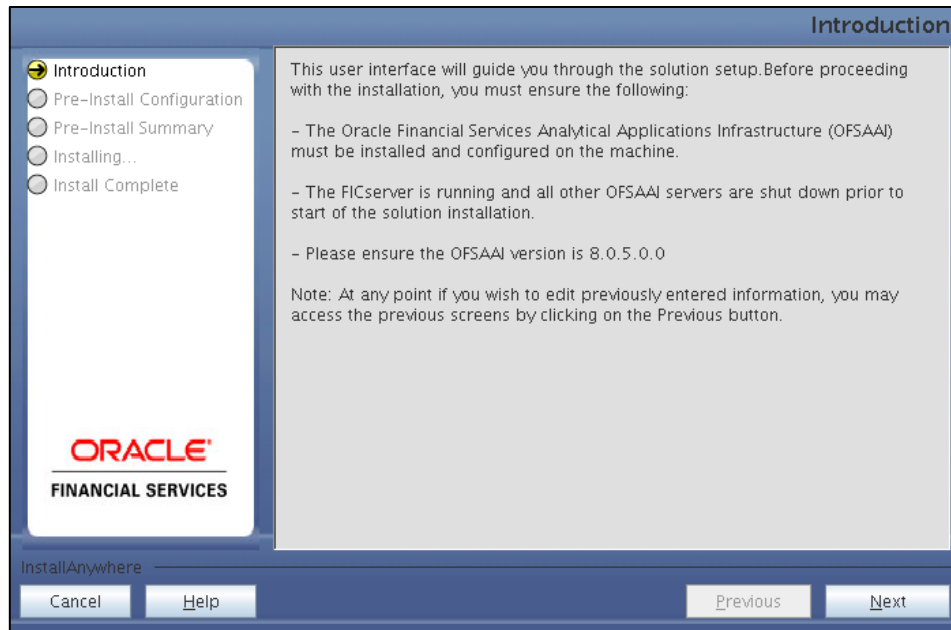 Introduction
Introduction
Pre-Install Configuration
Pre-Install Summary
Installing...
Install Complete
This user interface will guide you through the solution setup.Before proceeding
with the installation, you must ensure the following:
- The Oracle Financial Services Analytical Applications Infrastructure (OFSAAI)
must be installed and configured on the machine.
- The FICserver is running and all other OFSAAI servers are shut down prior to
start of the solution installation.
- Please ensure the OFSAAI version is 8.0.5.0.0
Note: At any point if you wish to edit previously entered information, you may
access the previous screens by clicking on the Previous button.
ORACLE
FINANCIAL SERVICES
InstallAnywhere
Cancel
Help
Previous
Next